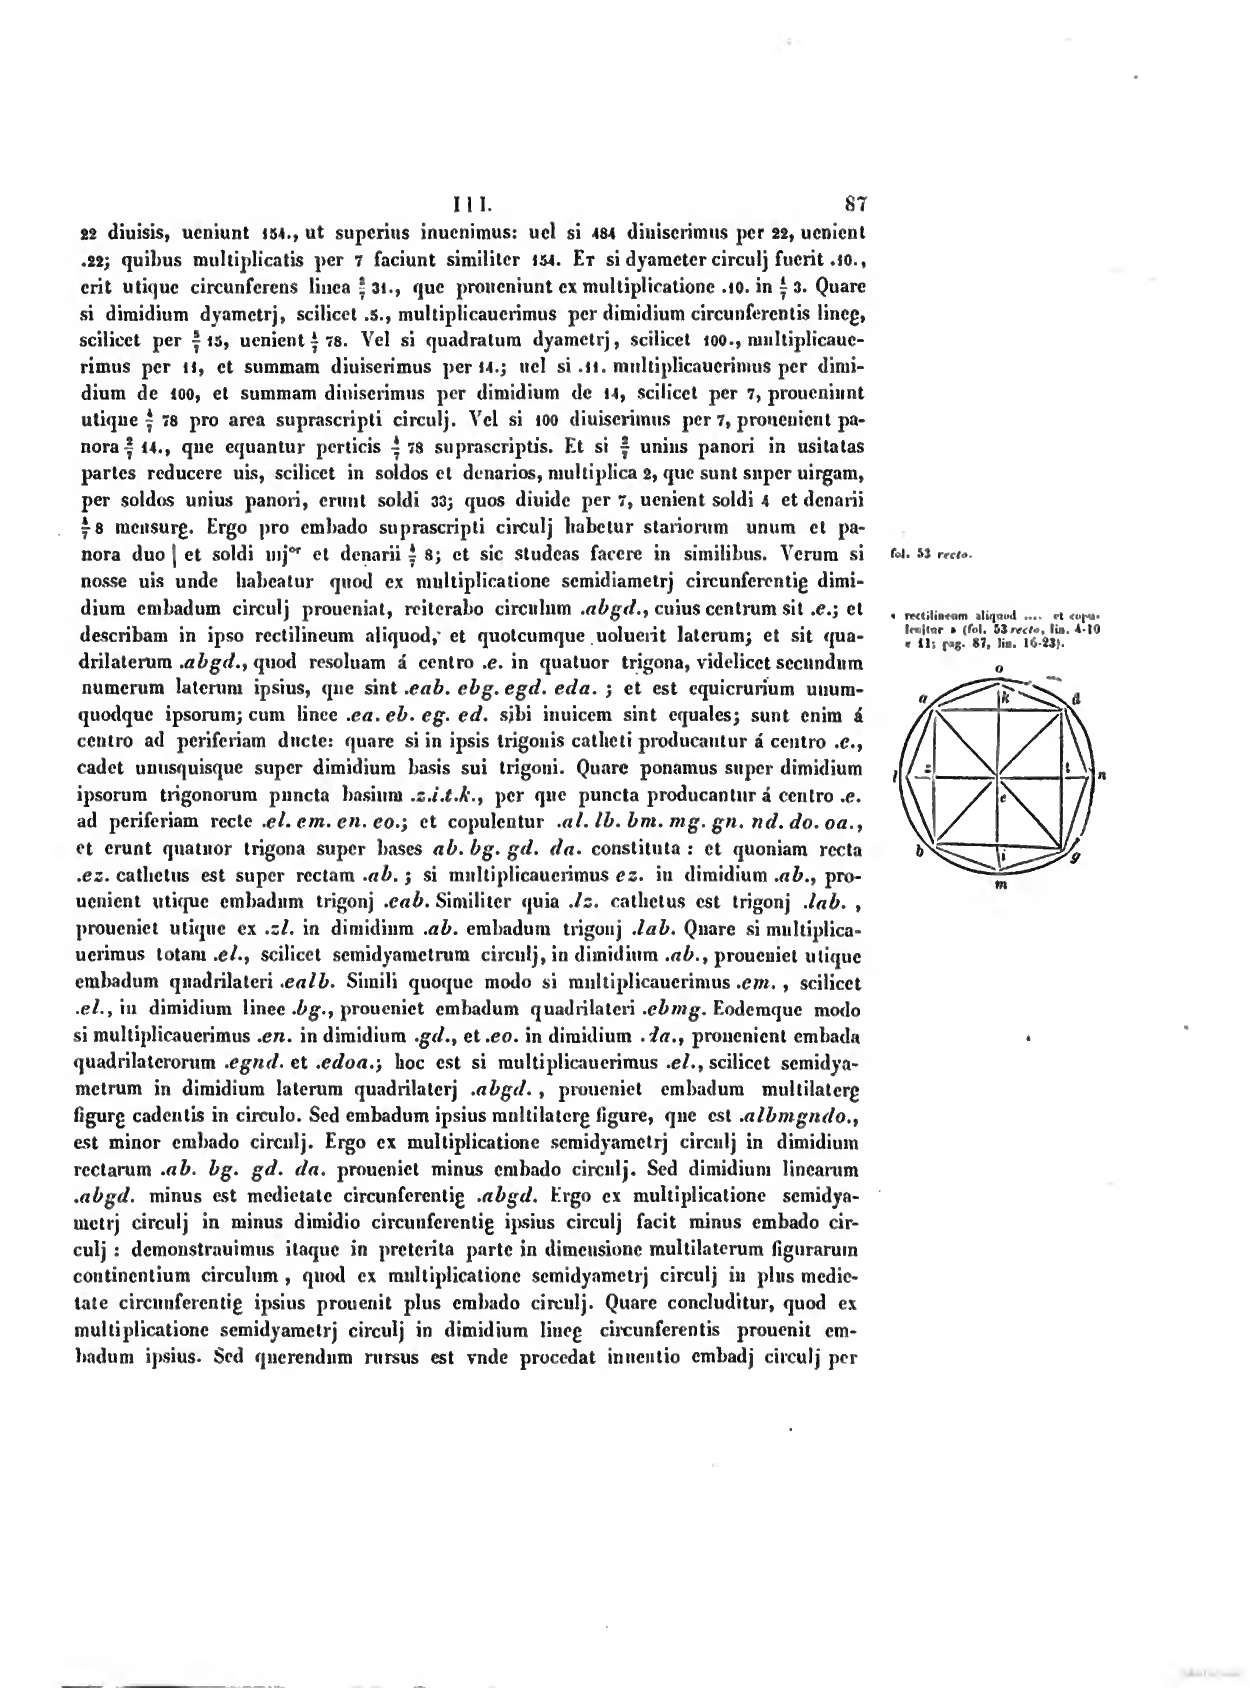 III. 87
22 diuisis, ueniunt 154., ut superius inuenimus: uel si 484 diuiserimus per 22, uenient
.22; quibus multiplicatis per 7 faciunt similiter 154. Et si dyameter circulj fuerit .10.,
erit utique circunferens linea 3/7 31., que proueniunt ex multiplicatione .10. in 1/7 3. Quare
si dimidium dyametrj, scilicet .5., multiplicauerimus per dimidium circunferentis lineę,
scilicet per 5/7 15, uenient 4/7 78. Vel si quadratum dyametrj, scilicet 100., multiplicaue-
rimus per 11, et summam diuiserimus per 14.; uel si .11. multiplicauerimus per dimi-
dium de 100, et summam diuiserimus per dimidium de 14, scilicet per 7, proueniunt
utique 4/7 78 pro area suprascripti circulj. Vel si 100 diuiserimus per 7, prouenient pa-
nora 2/7 14., que equantur perticis 4/7 78 suprascriptis. Et si 2/7 unius panori in usitatas
partes reducere uis, scilicet in soldos et denarios, multiplica 2, que sunt super uirgam,
per soldos unius panori, erunt soldi 33; quos diuide per 7, uenient soldi 4 et denarii
4/7 8 mensurę. Ergo pro embado suprascripti circulj habetur stariorum unum et pa-
nora duo | et soldi iiijor et denarii 4/7 8; et sic studeas facere in similibus. Verum si
nosse uis unde habeatur quod ex multiplicatione semidiametrj circunferentię dimi-
dium embadum circulj proueniat, reiterabo circulum .abgd., cuius centrum sit .e.; et
describam in ipso rectilineum aliquod, et quotcumque uoluerit laterum; et sit qua-
drilaterum .abgd., quod resoluam á centro .e. in quatuor trigona, videlicet secundum
numerum laterum ipsius, que sint .eab. ebg. egd. eda. ; et est equicrurium unum-
quodque ipsorum; cum linee .ea. eb. eg. ed. sibi inuicem sint equales; sunt enim á
centro ad periferiam ducte: quare si in ipsis trigonis catheti producantur á centro .e.,
cadet unusquisque super dimidium basis sui trigoni. Quare ponamus super dimidium
ipsorum trigonorum puncta basium .z.i.t.k., per que puncta producantur á centro .e.
ad periferiam recte .el. em. en. eo.; et copulentur .al. lb. bm. mg. gn. nd. do. oa.,
et erunt quatuor trigona super bases ab. bg. gd. da. constituta : et quoniam recta
.ez. cathetus est super rectam .ab. ; si multiplicauerimus ez. in dimidium .ab., pro-
uenient utique embadum trigonj .eab. Similiter quia .lz. cathetus est trigonj .lab. ,
proueniet utique ex .zl. in dimidium .ab. embadum trigonj .lab. Quare si multiplica-
uerimus totam .el., scilicet semidyametrum circulj, in dimidium .ab., proueniet utique
embadum quadrilateri .ealb. Simili quoque modo si multiplicauerimus .em. , scilicet
.el., in dimidium linee .bg., proueniet embadum quadrilateri .ebmg. Eodemque modo
si multiplicauerimus .en. in dimidium .gd., et .eo. in dimidium .da., prouenient embada
quadrilaterorum .egnd. et .edoa.; hoc est si multiplicauerimus .el., scilicet semidya-
metrum in dimidium laterum quadrilaterj .abgd. , proueniet embadum multilaterę
figurę cadentis in circulo. Sed embadum ipsius multilaterę figure, que est .albmgndo.,
est minor embado circulj. Ergo ex multiplicatione semidyametrj circulj in dimidium
rectarum .ab. bg. gd. da. proueniet minus embado circulj. Sed dimidium linearum
.abgd. minus est medietate circunferentię .abgd. Ergo ex multiplicatione semidya-
metrj circulj in minus dimidio circunferentię ipsius circulj facit minus embado cir-
culj : demonstrauimus itaque in preterita parte in dimensione multilaterum figurarum
continentium circulum , quod ex multiplicatione semidyametrj circulj in plus medie-
tate circunferentię ipsius prouenit plus embado circulj. Quare concluditur, quod ex
multiplicatione semidyametrj circulj in dimidium lineę circunferentis prouenit em-
badum ipsius. Sed querendum rursus est vnde procedat inuentio embadj circulj per
fol. 53 recto.
« rectilineum aliquod .... et copu-
lentur » (fol. 53 recto, lin. 4-10
e 11; pag. 87, lin. 16-23).
o
a k d
l z t n
e
b i g
m